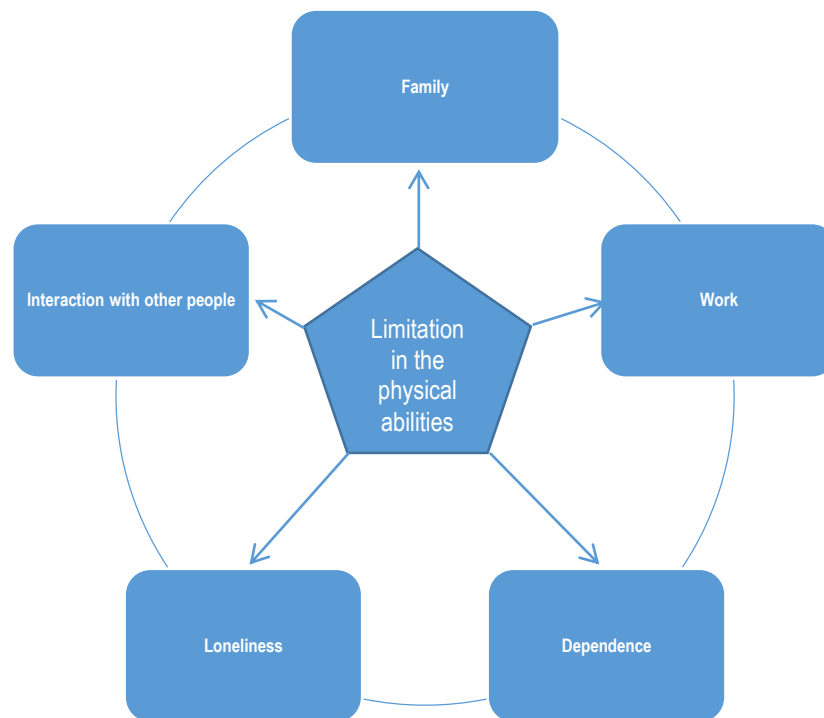 Family
Interaction with other people
Work
Limitation
in the
physical
abilities
Loneliness
Dependence